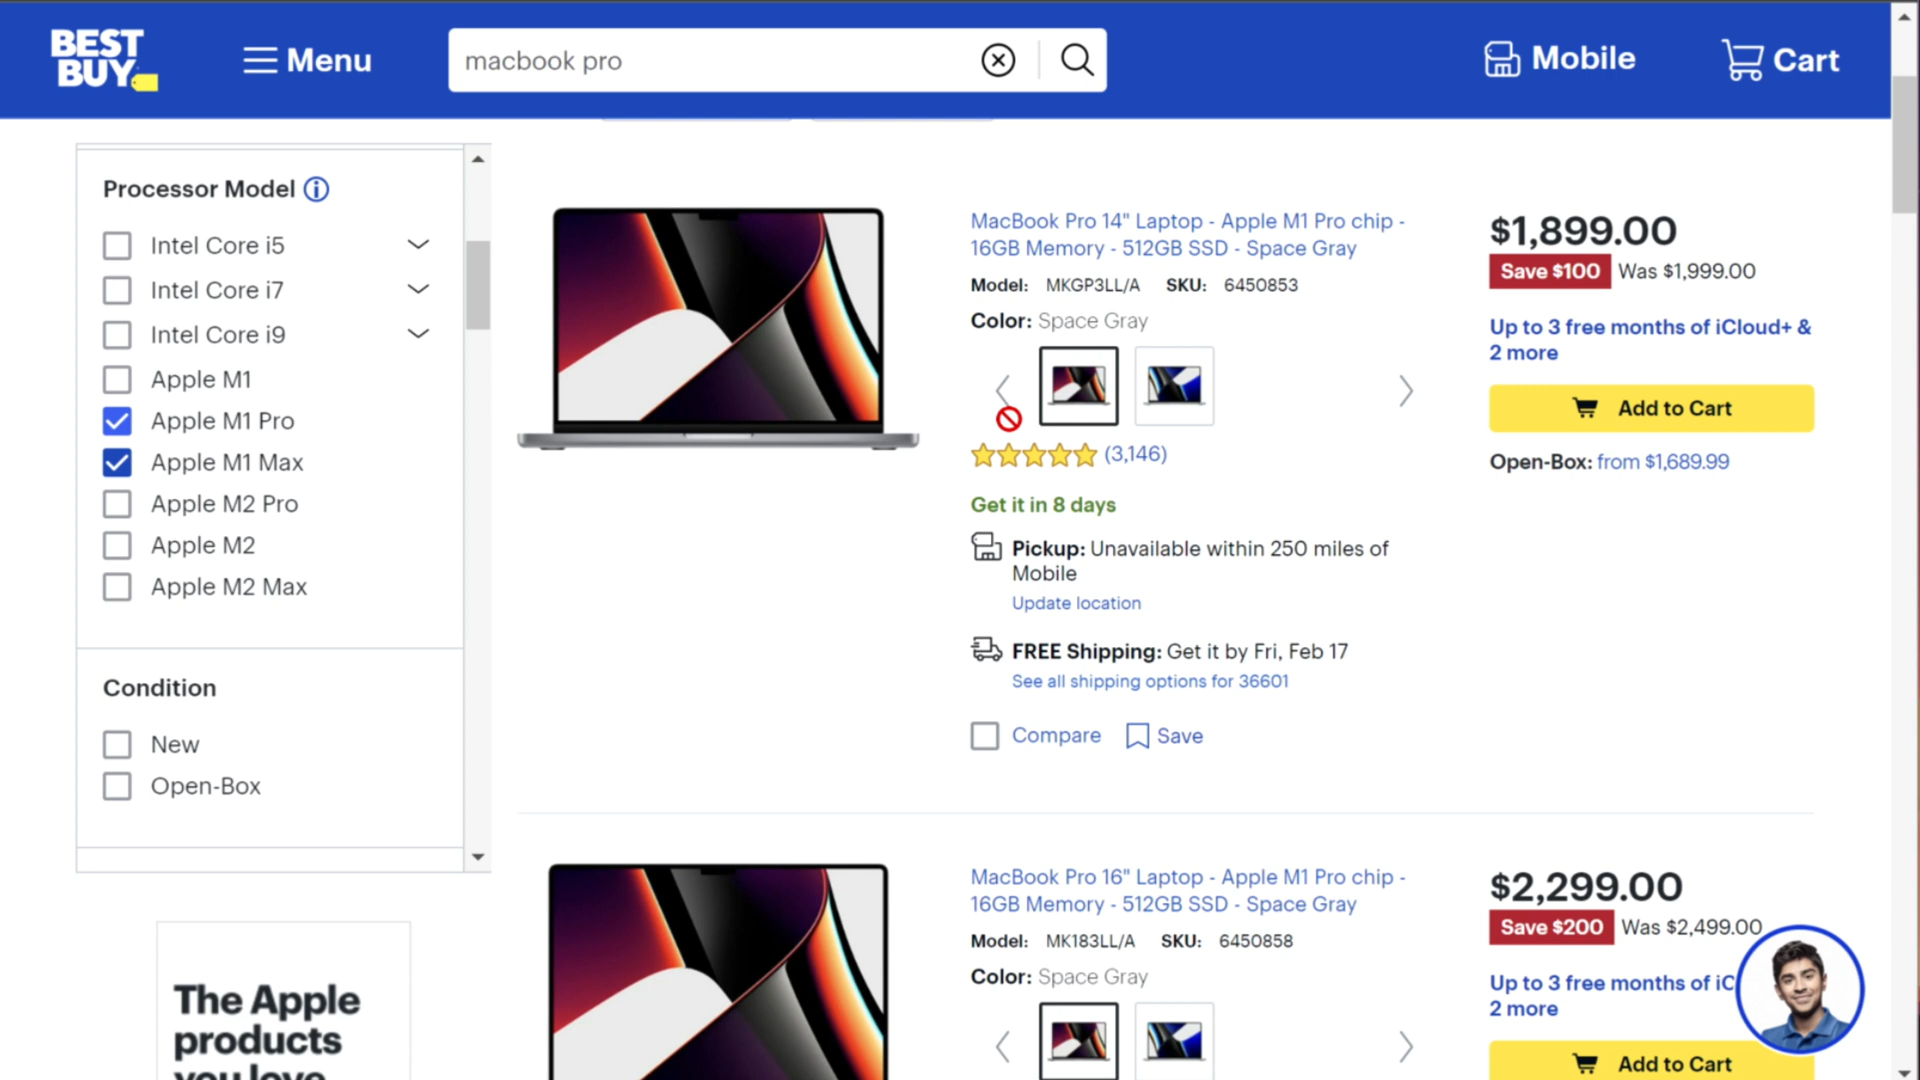 BEST
BUY
Menu
macbook pro
Mobile
Cart
Processor Model
Intel Core i5
Intel Core i7
Intel Core i9
Apple M1
Apple M1 Pro
Apple M1 Max
Apple M2 Pro
Apple M2
Apple M2 Max
Condition
New
Open-Box
The Apple
products
you love
MacBook Pro 14" Laptop - Apple M1 Pro chip -
16GB Memory - 512GB SSD - Space Gray
Model: MKGP3LL/A SKU: 6450853
Color: Space Gray
(3,146)
Get it in 8 days
Pickup: Unavailable within 250 miles of
Mobile
Update location
FREE Shipping: Get it by Fri, Feb 17
See all shipping options for 36601
Compare Save
$1,899.00
Save $100 Was $1,999.00
Up to 3 free months of iCloud+ &
2 more
Add to Cart
Open-Box: from $1,689.99
MacBook Pro 16" Laptop - Apple M1 Pro chip -
16GB Memory - 512GB SSD - Space Gray
Model: MK183LL/A SKU: 6450858
Color: Space Gray
$2,299.00
Save $200 Was $2,499.00
Up to 3 free months of iC
2 more
Add to Cart